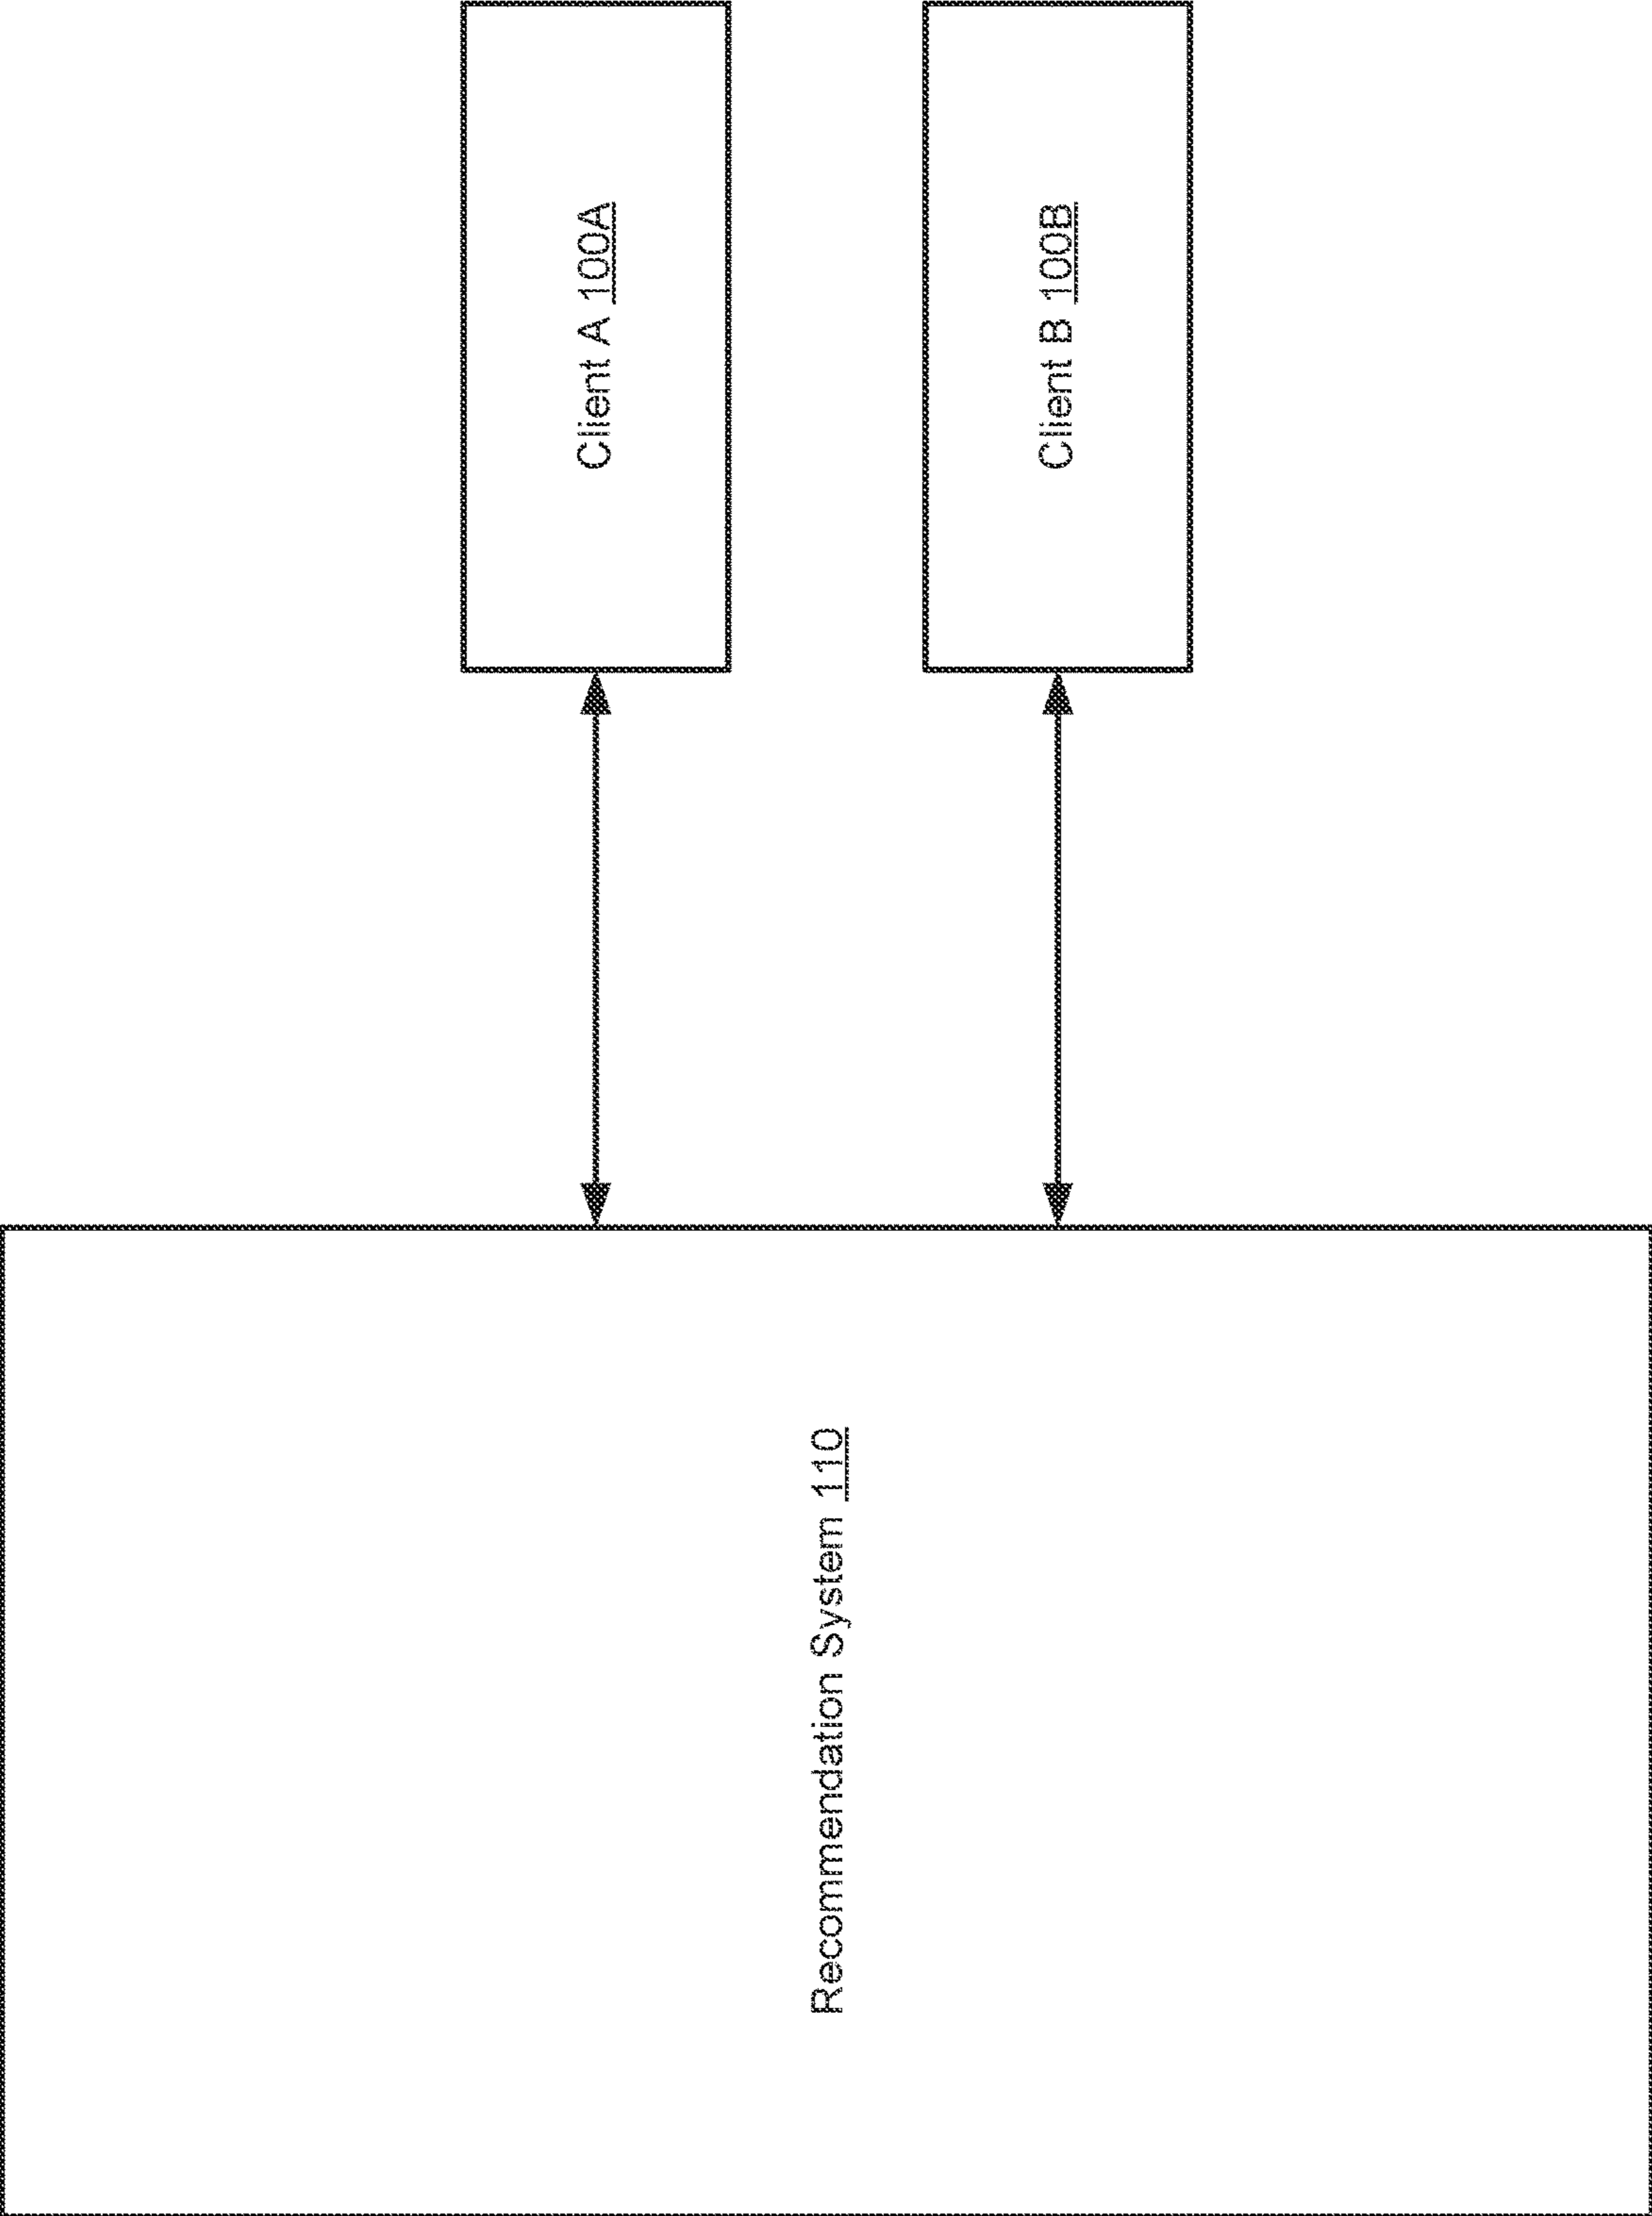 Client A 100A
Client B 100B
Recommendation System 110